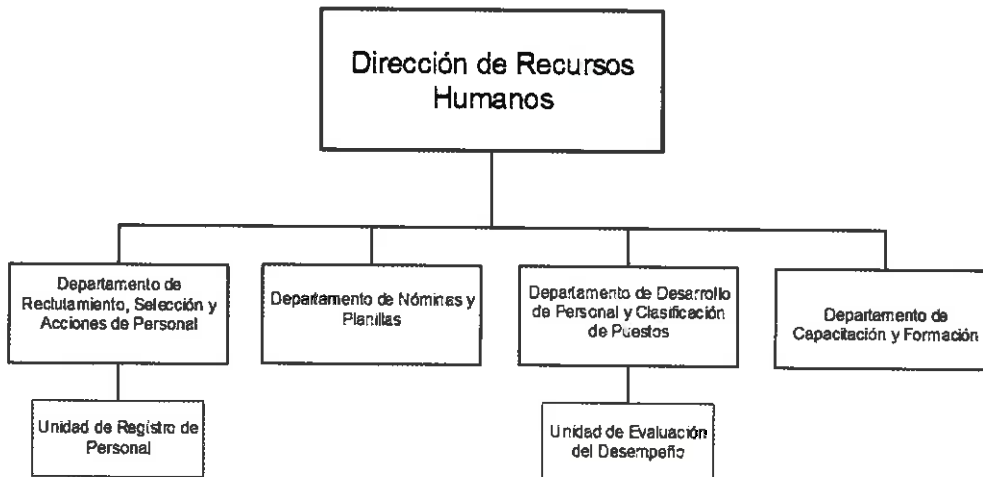 Dirección de Recursos
Humanos
Departamento de
Reclutamiento, Selección y
Acciones de Personal
Departamento de Nóminas y
Planillas
Departamento de Desarrollo
de Personal y Clasificación
de Puestos
Departamento de
Capacitación y Formación
Unidad de Registro de
Personal
Unidad de Evaluación
del Desempeño